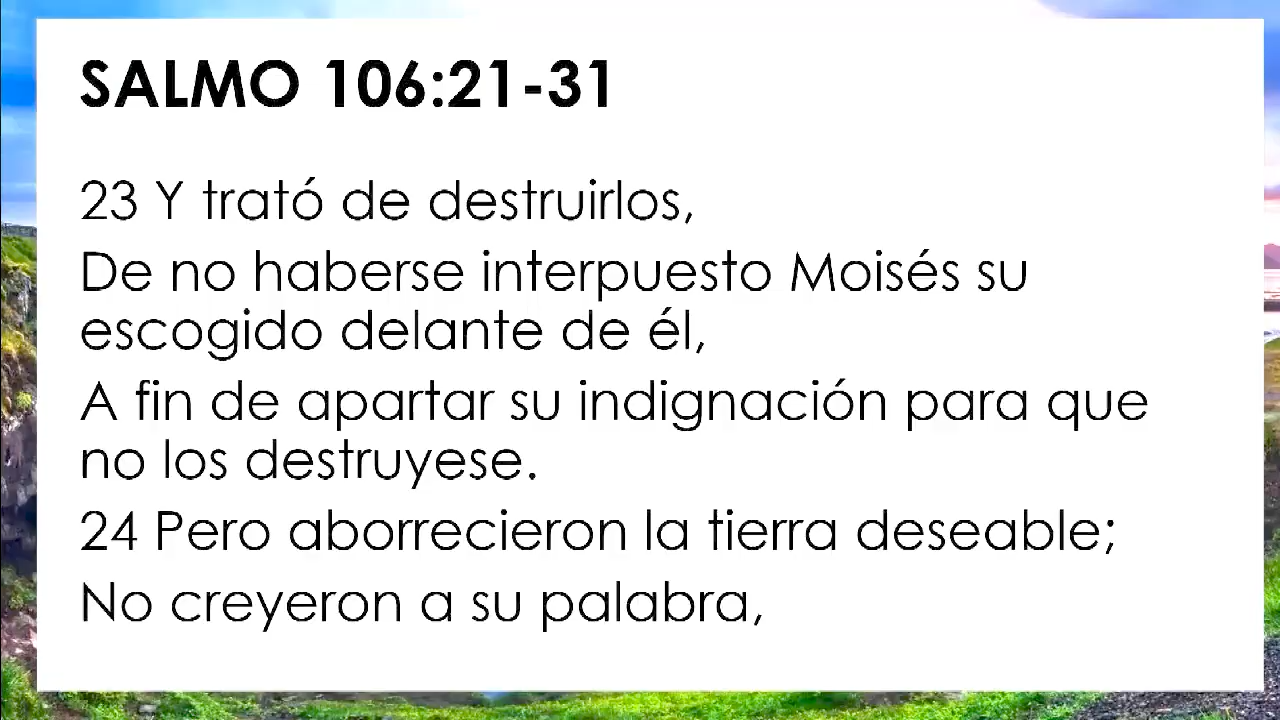 SALMO 106:21-31
23 Y trató de destruirlos,
De no haberse interpuesto Moisés su
escogido delante de él,
A fin de apartar su indignación para que
no los destruyese.
24 Pero aborrecieron la tierra deseable;
No creyeron a su palabra,